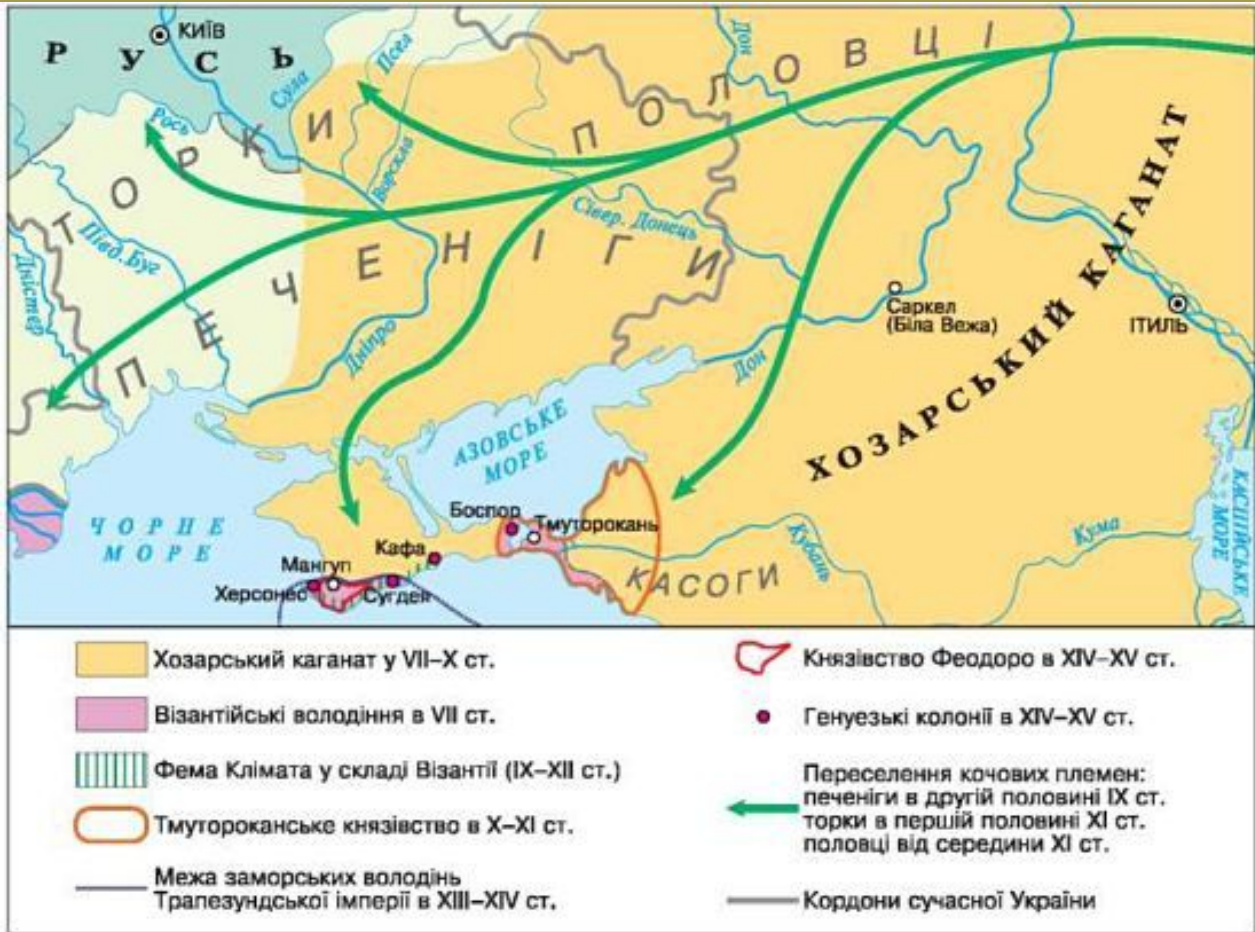 КИЇВ
РУСЬ
Сула
Псел
Ворскла
Рось
ТОРКИ
ПОЛОВЦІ
Дон
Півд. Буг
Дністер
ПЕЧЕНІГИ
Сівер. Донець
Дніпро
Саркел
(Біла Вежа)
ІТИЛЬ
Дон
ХОЗАРСЬКИЙ КАГАНАТ
АЗОВСЬКЕ
МОРЕ
ЧОРНЕ
МОРЕ
Боспор
Тмуторокань
Кафа
Мангуп
Херсонес
Сугдея
Кубань
КАСОГИ
Кума
КАСПІЙСЬКЕ
МОРЕ
Хозарський каганат у VII–X ст.
Візантійські володіння в VII ст.
Фема Клімата у складі Візантії (IX–XII ст.)
Тмутороканське князівство в X–XI ст.
Межа заморських володінь
Трапезундської імперії в XIII–XIV ст.
Князівство Феодоро в XIV–XV ст.
Генуезькі колонії в XIV–XV ст.
Переселення кочових племен:
печеніги в другій половині IX ст.
торки в першій половині XI ст.
половці від середини XI ст.
Кордони сучасної України